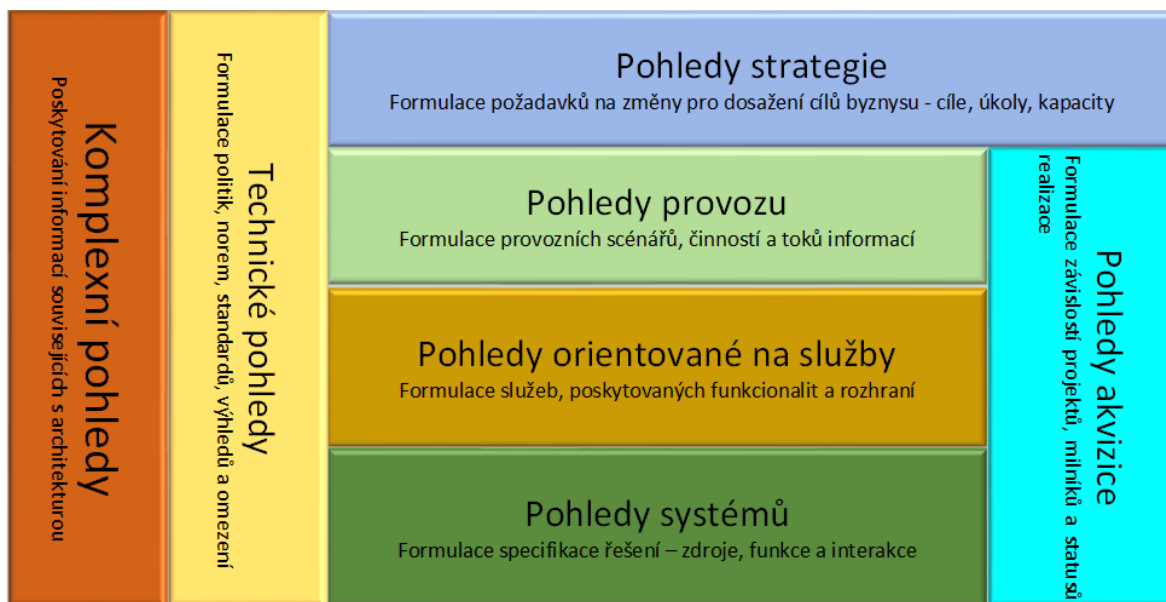 Komplexní pohledy
Poskytování informací souvisejících s architekturou
Technické pohledy
Formulace politik, norem, standardů, výhledů a omezení
Pohledy strategie
Formulace požadavků na změny pro dosažení cílů byznysu - cíle, úkoly, kapacity
Pohledy provozu
Formulace provozních scénářů, činností a toků informací
Pohledy orientované na služby
Formulace služeb, poskytovaných funkcionalit a rozhraní
Pohledy systémů
Formulace specifikace řešení – zdroje, funkce a interakce
Pohledy akvizice
Formulace závislostí projektů, milníků a statusů
realizace